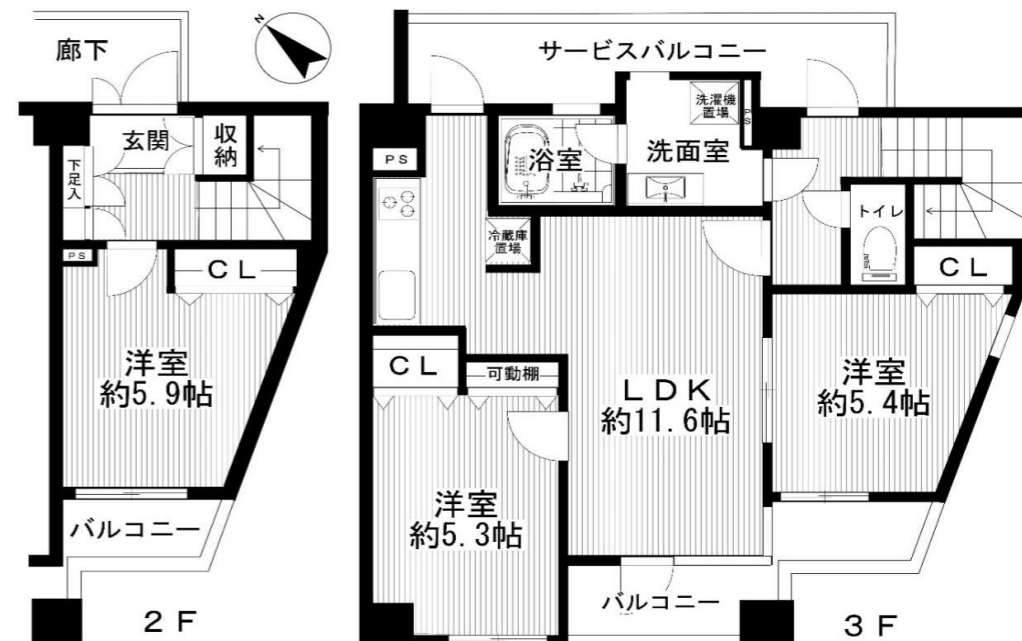 N
廊下
玄関
収納
下足入
PS
CL
洋室
約5.9帖
バルコニー
2F
サービスバルコニー
洗濯機
置場
PS
PS
浴室
洗面室
トイレ
冷蔵庫
置場
CL
CL
可動棚
LDK
約11.6帖
洋室
約5.4帖
洋室
約5.3帖
バルコニー
3F